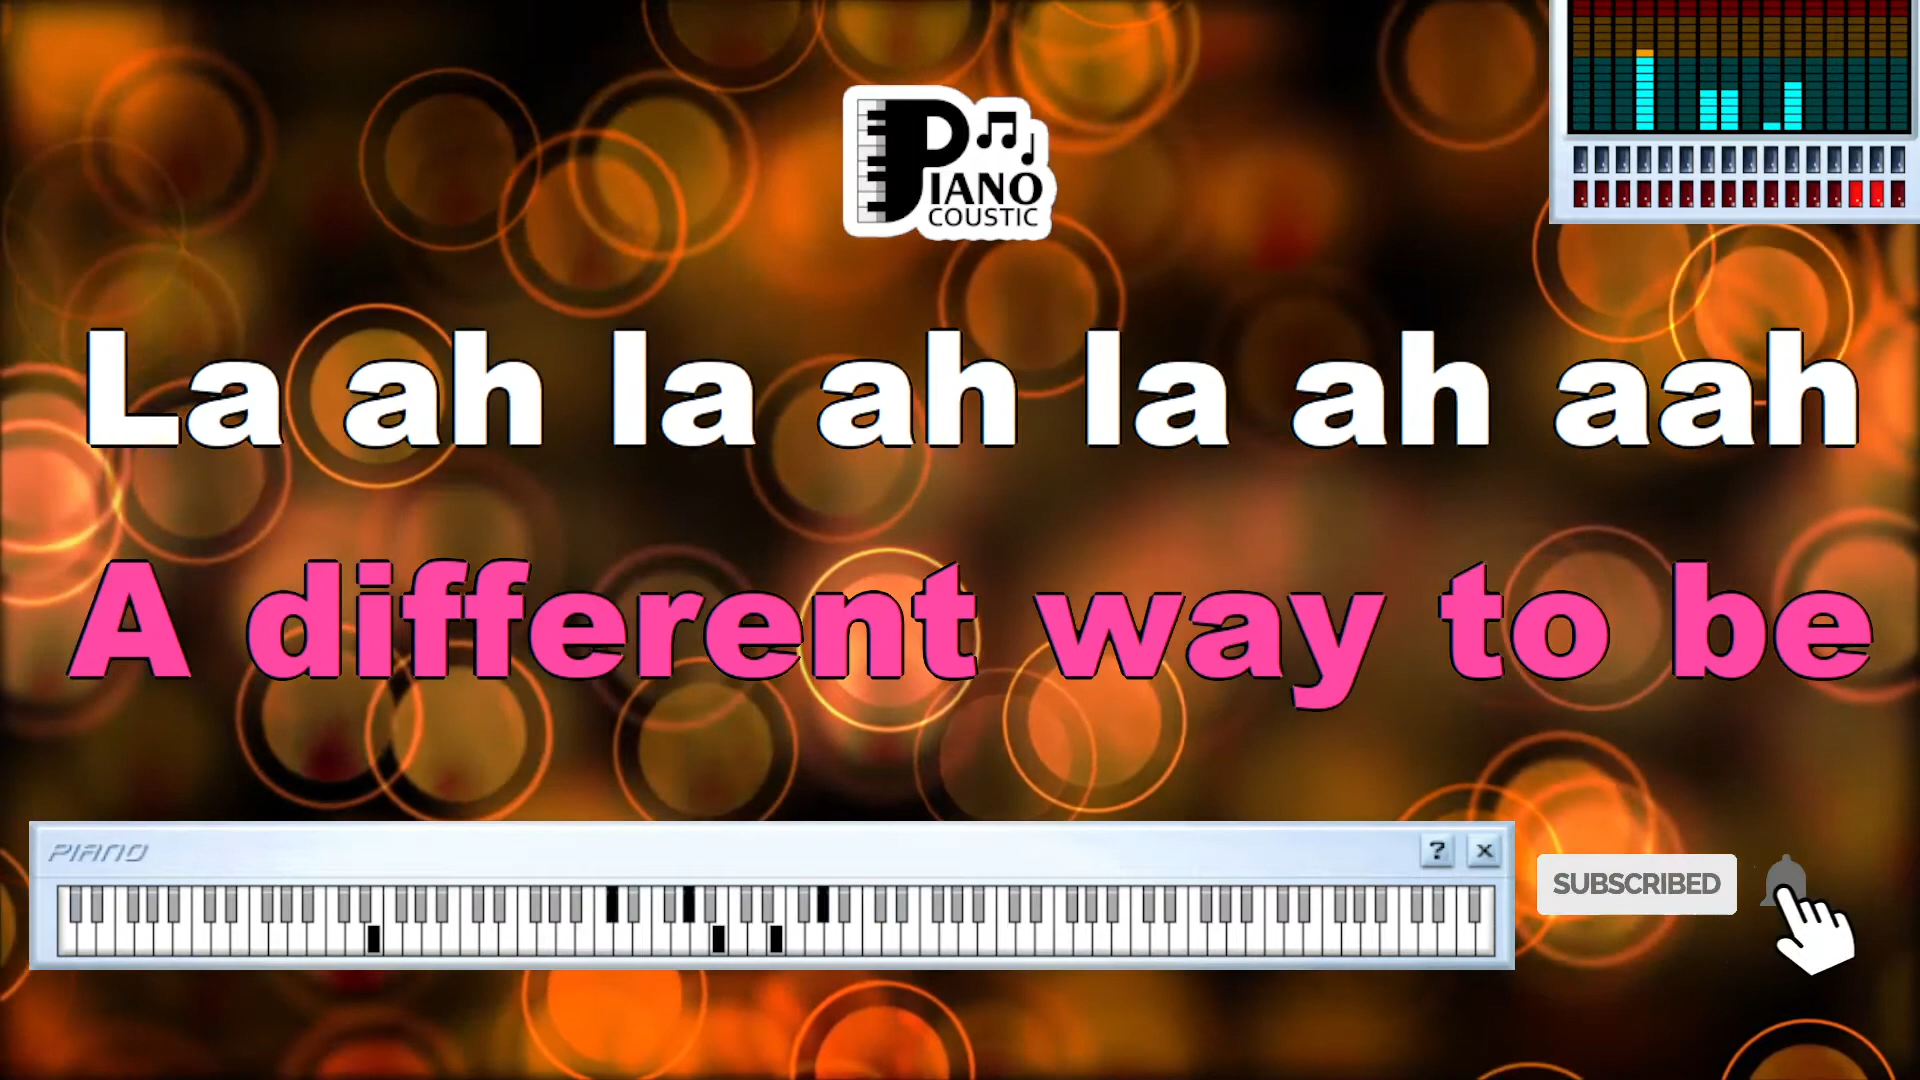 PIANO
COUSTIC
La ah la ah la ah aah
A different way to be
PIANO
? x
SUBSCRIBED